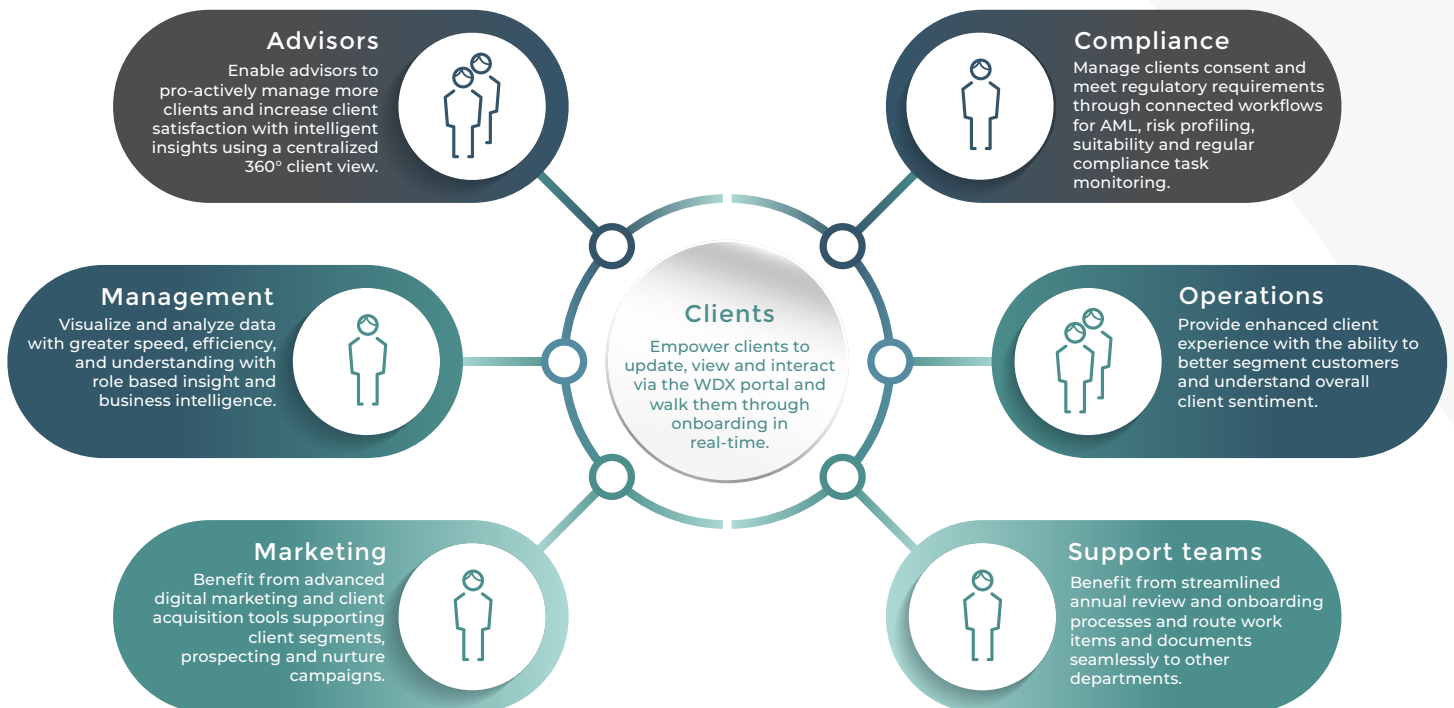 Advisors
Enable advisors to
pro-actively manage more
clients and increase client
satisfaction with intelligent
insights using a centralized
360° client view.
Compliance
Manage clients consent and
meet regulatory requirements
through connected workflows
for AML, risk profiling,
suitability and regular
compliance task
monitoring.
Management
Visualize and analyze data
with greater speed, efficiency,
and understanding with
role based insight and
business intelligence.
Clients
Empower clients to
update, view and interact
via the WDX portal and
walk them through
onboarding in
real-time.
Operations
Provide enhanced client
experience with the ability to
better segment customers
and understand overall
client sentiment.
Marketing
Benefit from advanced
digital marketing and client
acquisition tools supporting
client segments,
prospecting and nurture
campaigns.
Support teams
Benefit from streamlined
annual review and onboarding
processes and route work
items and documents
seamlessly to other
departments.